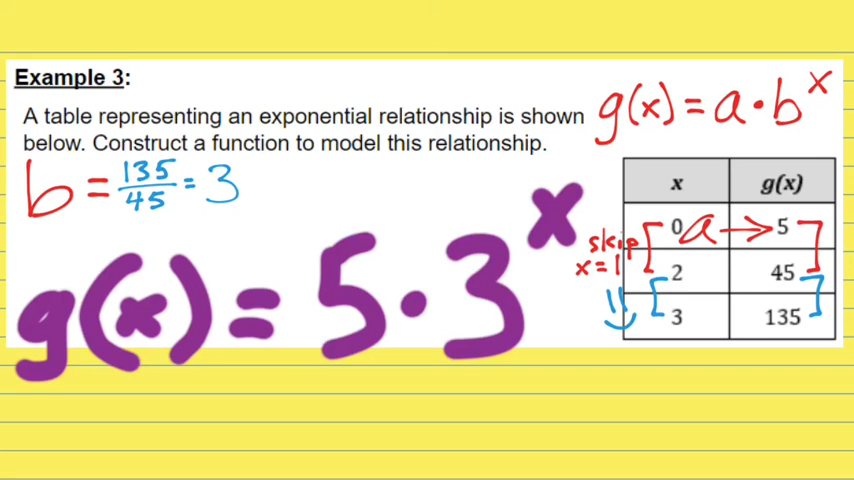 Example 3:
A table representing an exponential relationship is shown
below. Construct a function to model this relationship.
g(x) = a · b^x
b = 135/45 = 3
g(x) = 5 · 3^x
x g(x)
0 a → 5
skip
x = 1
2 45
3 135